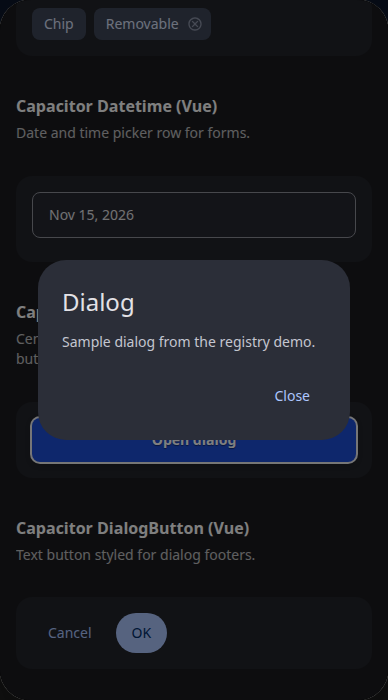 Chip
Removable
Capacitor Datetime (Vue)
Date and time picker row for forms.
Nov 15, 2026
Dialog
Sample dialog from the registry demo.
Close
Open dialog
Capacitor DialogButton (Vue)
Text button styled for dialog footers.
Cancel
OK